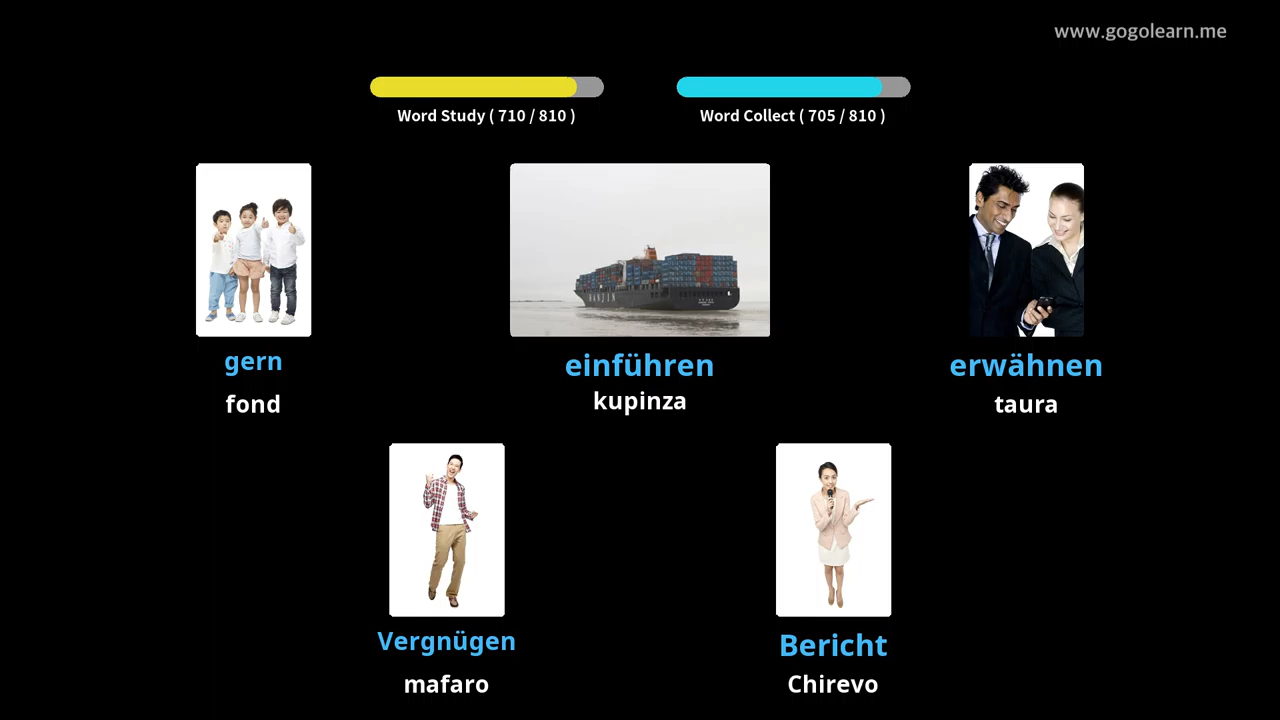 www.gogolearn.me
Word Study ( 710 / 810 )
Word Collect ( 705 / 810 )
HANJIN
gern
einführen
erwähnen
fond
kupinza
taura
Vergnügen
Bericht
mafaro
Chirevo